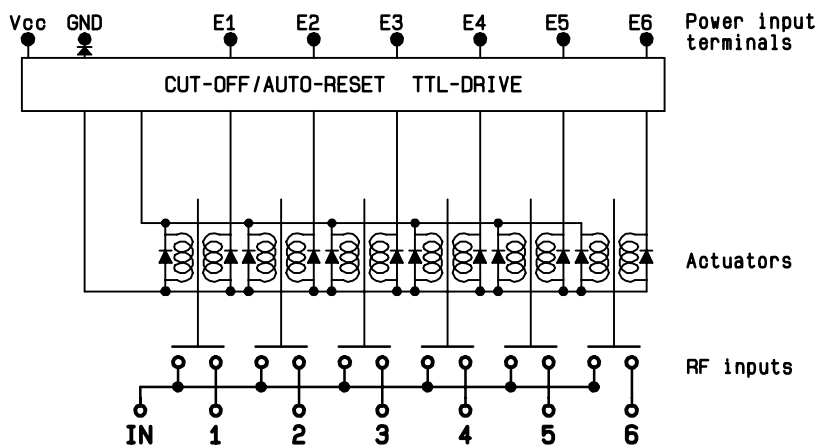 Vcc GND E1 E2 E3 E4 E5 E6 Power input
terminals
CUT-OFF/AUTO-RESET TTL-DRIVE
Actuators
RF inputs
IN 1 2 3 4 5 6